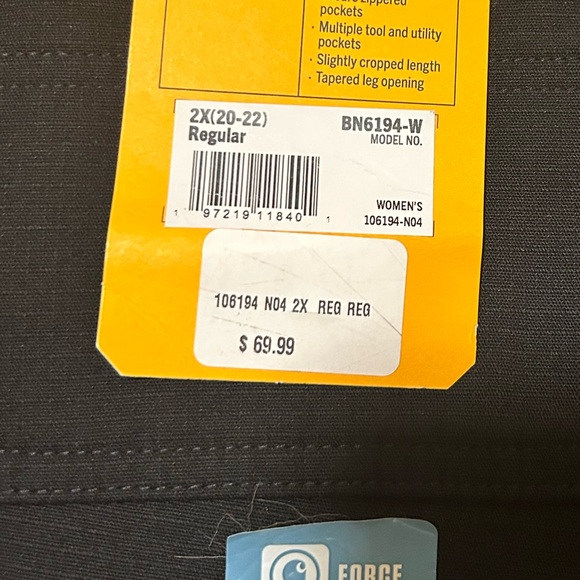 zippered
pockets
· Multiple tool and utility
pockets
· Slightly cropped length
· Tapered leg opening
2X(20-22)
Regular
BN6194-W
MODEL NO.
1 97219 11840 1
WOMEN'S
106194-N04
106194 N04 2X REG REG
$ 69.99
FORCE